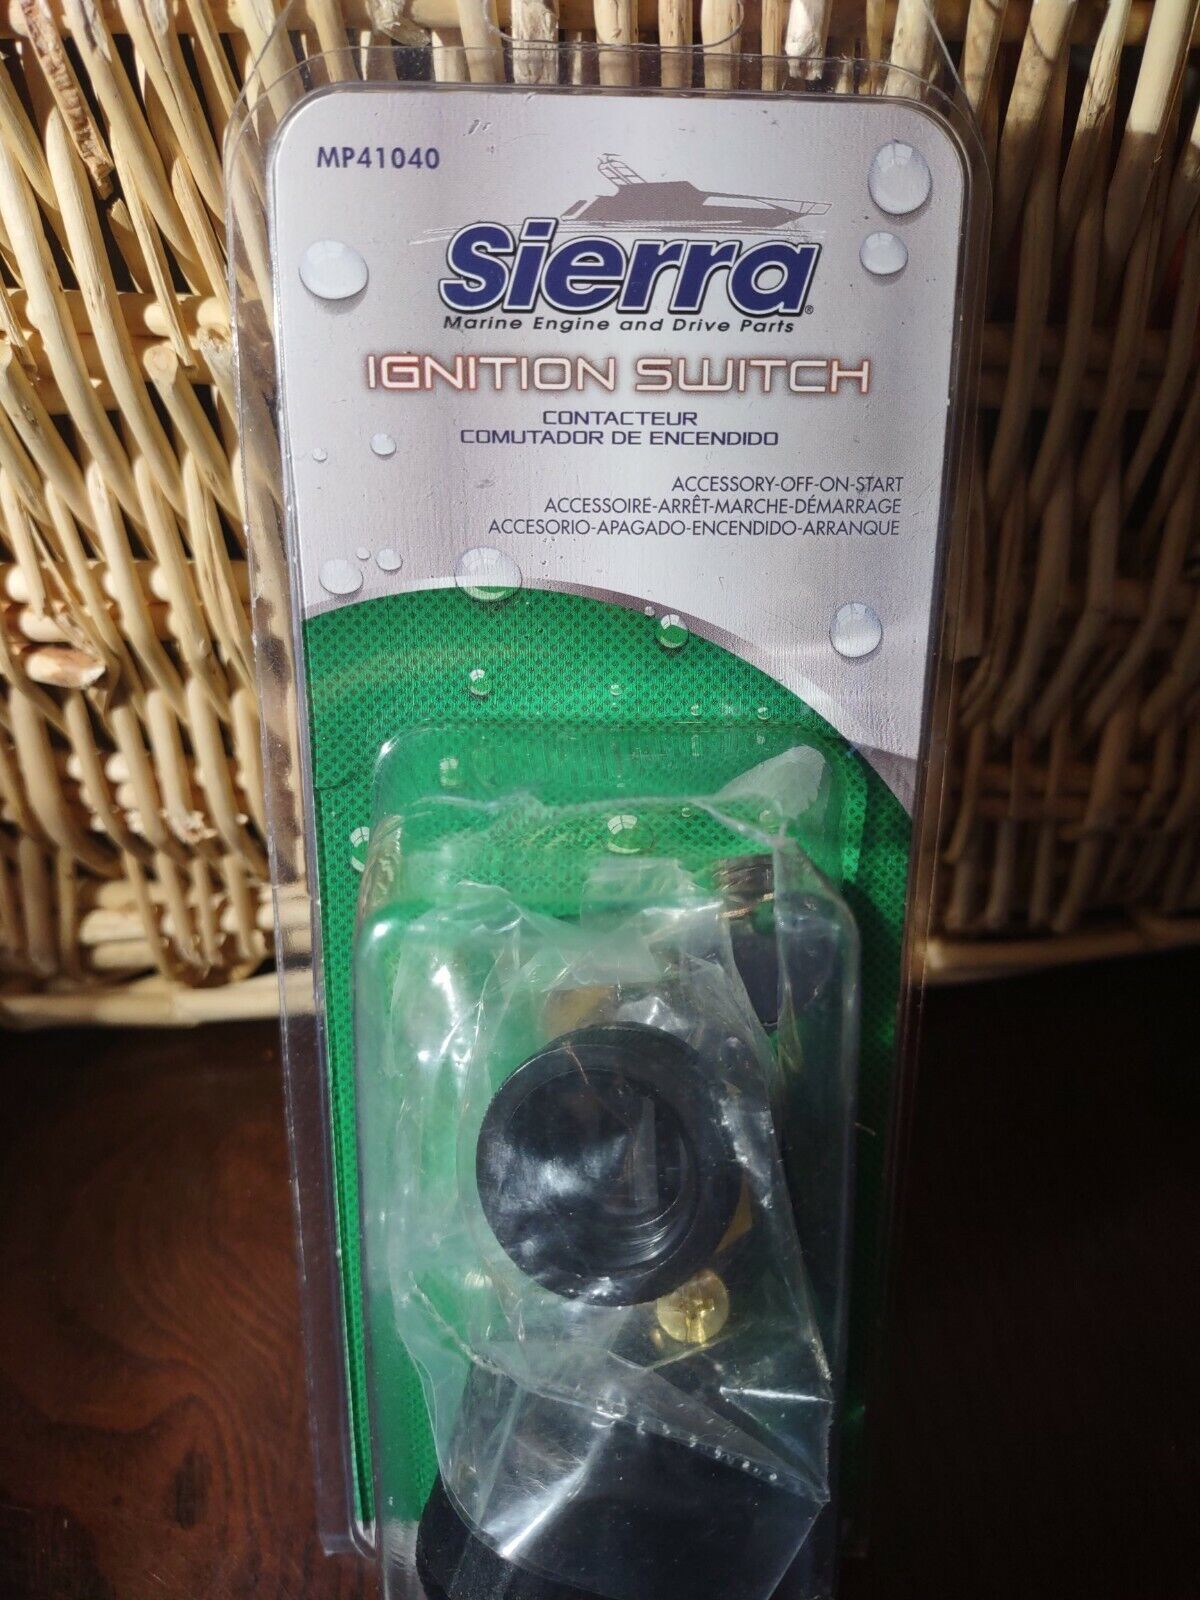 MP41040
Sierra®
Marine Engine and Drive Parts
IGNITION SWITCH
CONTACTEUR
COMUTADOR DE ENCENDIDO
ACCESSORY-OFF-ON-START
ACCESSOIRE-ARRÊT-MARCHE-DÉMARRAGE
ACCESORIO-APAGADO-ENCENDIDO-ARRANQUE